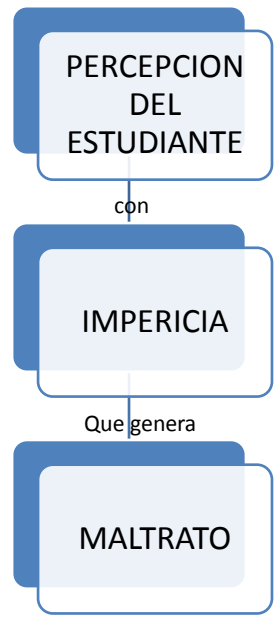 PERCEPCION
DEL
ESTUDIANTE
con
IMPERICIA
Que genera
MALTRATO